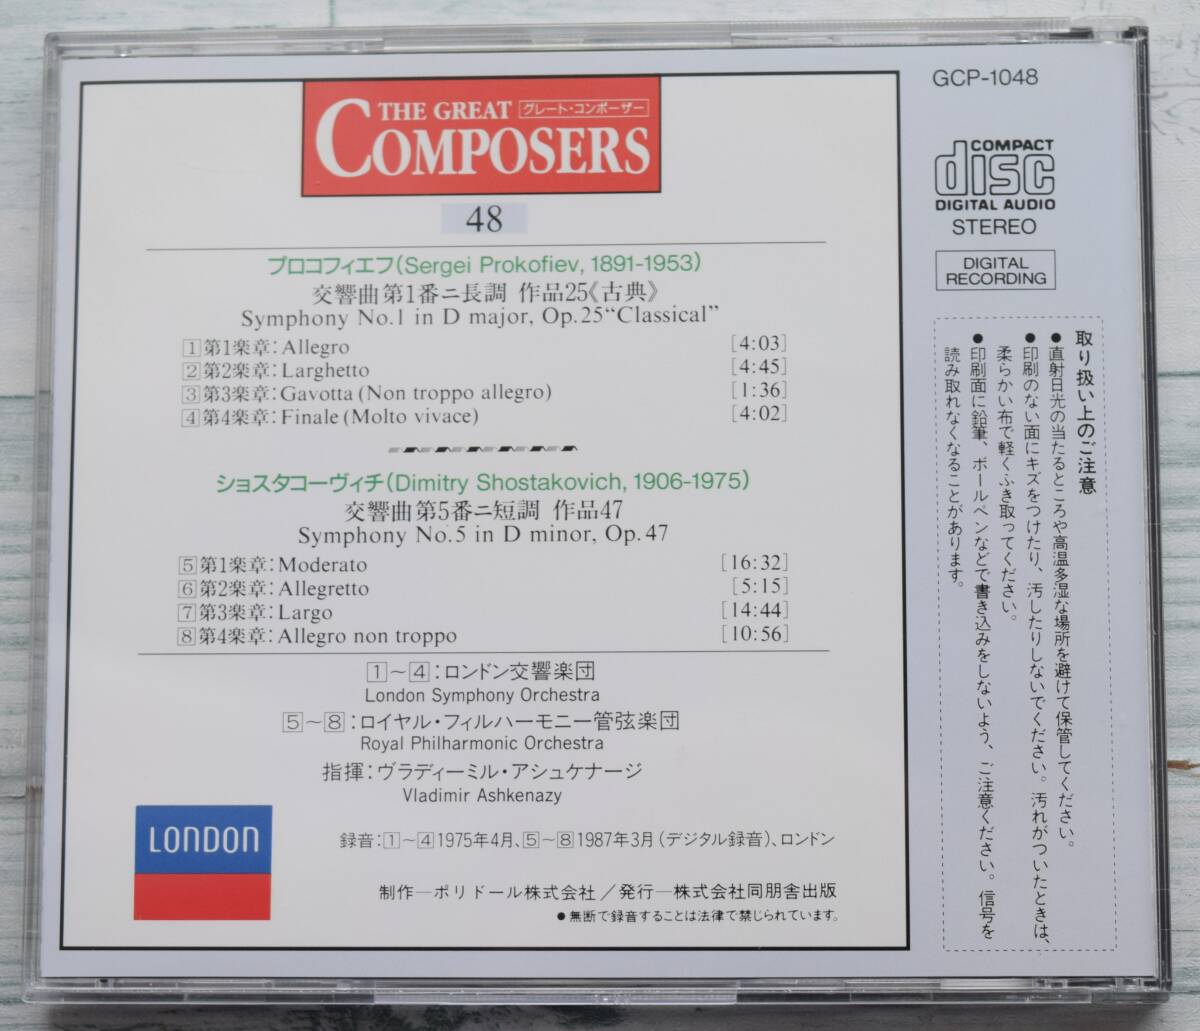 THE GREAT グレート・コンポーザー
COMPOSERS
48
プロコフィエフ(Sergei Prokofiev, 1891-1953)
交響曲第1番ニ長調 作品25《古典》
Symphony No.1 in D major, Op.25“Classical”
1 第1楽章: Allegro [4:03]
2 第2楽章: Larghetto [4:45]
3 第3楽章: Gavotta (Non troppo allegro) [1:36]
4 第4楽章: Finale (Molto vivace) [4:02]
ショスタコーヴィチ(Dimitry Shostakovich, 1906-1975)
交響曲第5番ニ短調 作品47
Symphony No.5 in D minor, Op.47
5 第1楽章: Moderato [16:32]
6 第2楽章: Allegretto [5:15]
7 第3楽章: Largo [14:44]
8 第4楽章: Allegro non troppo [10:56]
1～4: ロンドン交響楽団
London Symphony Orchestra
5～8: ロイヤル・フィルハーモニー管弦楽団
Royal Philharmonic Orchestra
指揮: ヴラディーミル・アシュケナージ
Vladimir Ashkenazy
録音: 1～4 1975年4月、5～8 1987年3月 (デジタル録音)、ロンドン
LONDON
制作―ポリドール株式会社／発行―株式会社同朋舎出版
●無断で録音することは法律で禁じられています。
GCP-1048
COMPACT
disc
DIGITAL AUDIO
STEREO
DIGITAL
RECORDING
取り扱い上のご注意
●直射日光の当たるところや高温多湿な場所を避けて保管してください。
●印刷のない面にキズをつけたり、汚したりしないでください。汚れがついたときは、
柔らかい布で軽くふき取ってください。
●印刷面に鉛筆、ボールペンなどで書き込みをしないよう、ご注意ください。信号を
読み取れなくなることがあります。